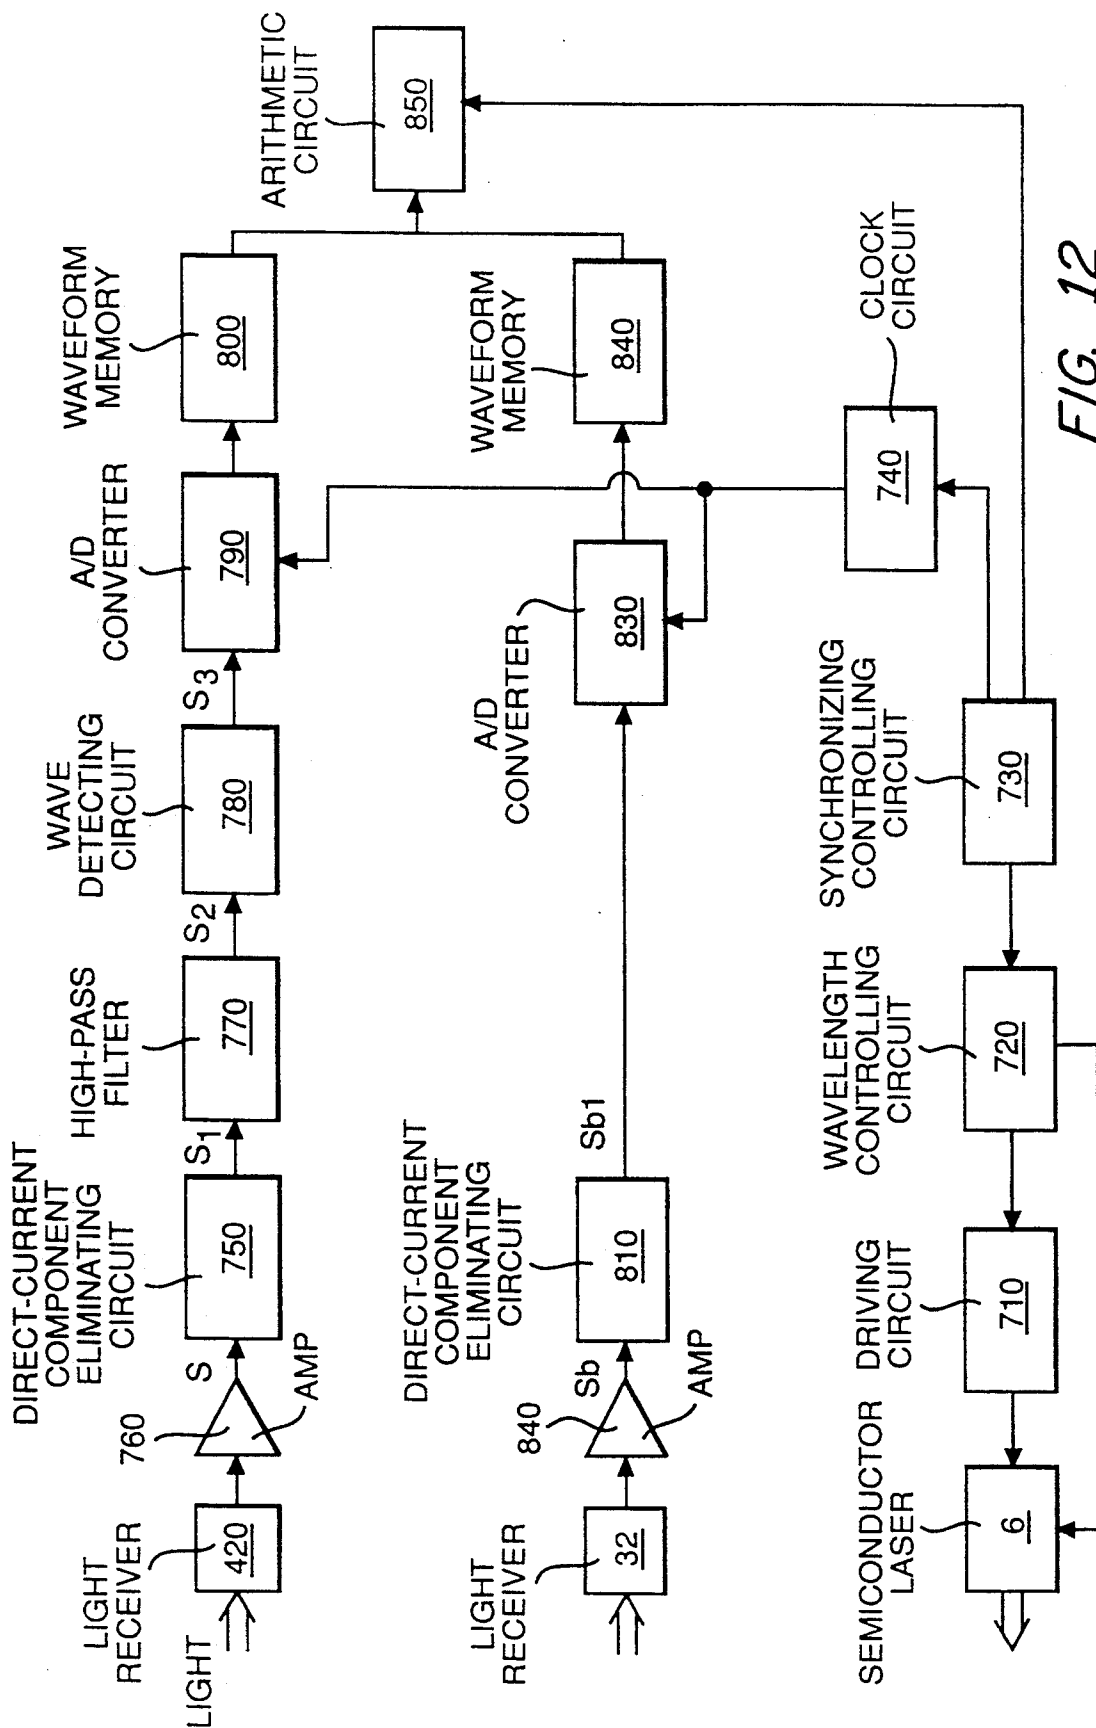 LIGHT
RECEIVER
LIGHT
420
760
AMP
S
DIRECT-CURRENT
COMPONENT
ELIMINATING
CIRCUIT
750
S1
HIGH-PASS
FILTER
770
S2
WAVE
DETECTING
CIRCUIT
780
S3
A/D
CONVERTER
790
WAVEFORM
MEMORY
800
ARITHMETIC
CIRCUIT
850
LIGHT
RECEIVER
32
840
AMP
Sb
DIRECT-CURRENT
COMPONENT
ELIMINATING
CIRCUIT
810
Sb1
A/D
CONVERTER
830
WAVEFORM
MEMORY
840
SEMICONDUCTOR
LASER
6
DRIVING
CIRCUIT
710
WAVELENGTH
CONTROLLING
CIRCUIT
720
SYNCHRONIZING
CONTROLLING
CIRCUIT
730
CLOCK
CIRCUIT
740
FIG. 12